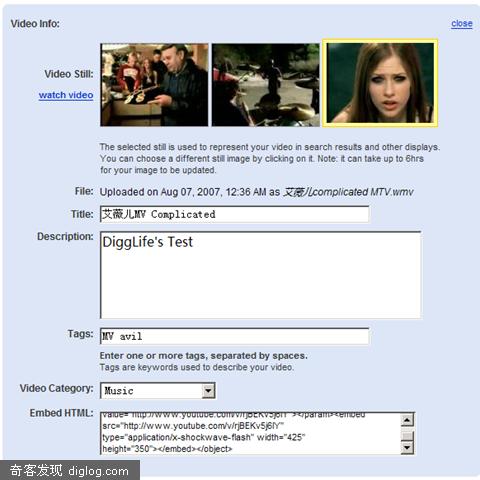 Video Info:
close
Video Still:
watch video
The selected still is used to represent your video in search results and other displays.
You can choose a different still image by clicking on it. Note: it can take up to 6hrs
for your image to be updated.
File: Uploaded on Aug 07, 2007, 12:36 AM as 艾薇儿complicated MTV.wmv
Title: 艾薇儿MV Complicated
Description: DiggLife's Test
Tags: MV avil
Enter one or more tags, separated by spaces.
Tags are keywords used to describe your video.
Video Category: Music
Embed HTML:
value="http://www.youtube.com/v/rjBEKv5j6lY"></param><embed
src="http://www.youtube.com/v/rjBEKv5j6lY"
type="application/x-shockwave-flash" width="425"
height="350"></embed></object>
奇客发现 diglog.com